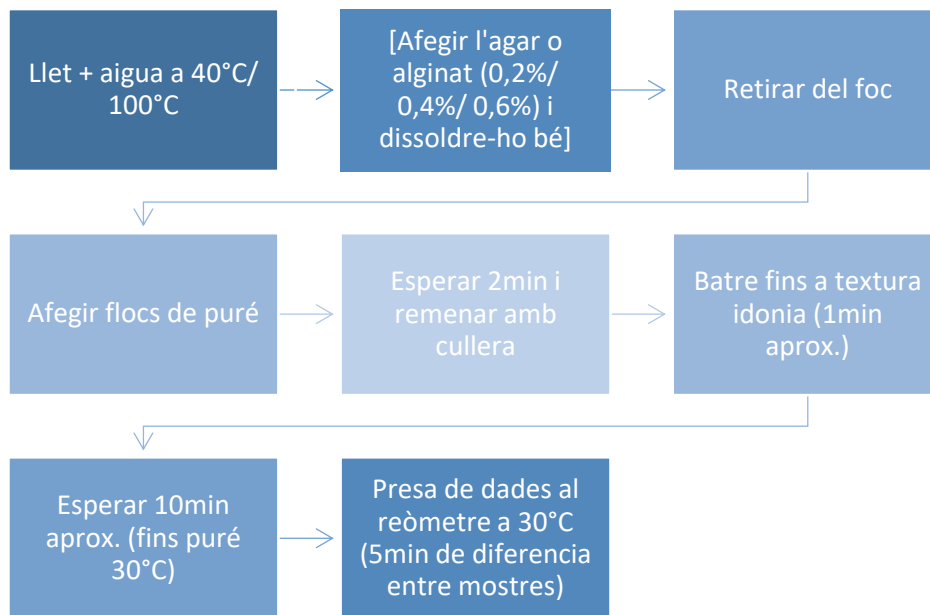 Llet + aigua a 40°C/
100°C
[Afegir l'agar o
alginat (0,2%/
0,4%/ 0,6%) i
dissoldre-ho bé]
Retirar del foc
Afegir flocs de puré
Esperar 2min i
remenar amb
cullera
Batre fins a textura
idonia (1min
aprox.)
Esperar 10min
aprox. (fins puré
30°C)
Presa de dades al
reòmetre a 30°C
(5min de diferencia
entre mostres)